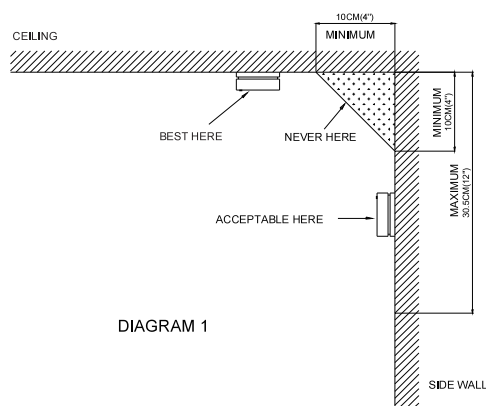 10CM(4")
MINIMUM
CEILING
BEST HERE
NEVER HERE
MINIMUM
10CM(4")
ACCEPTABLE HERE
MAXIMUM
30.5CM(12")
DIAGRAM 1
SIDE WALL